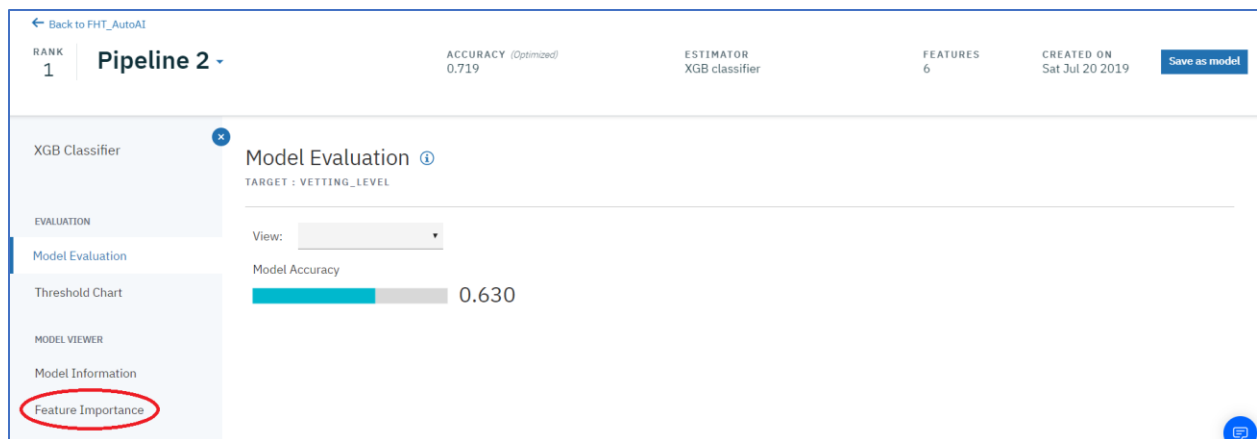 ← Back to FHT_AutoAI
RANK
1
Pipeline 2
ACCURACY (Optimized)
0.719
ESTIMATOR
XGB classifier
FEATURES
6
CREATED ON
Sat Jul 20 2019
Save as model
XGB Classifier
EVALUATION
Model Evaluation
Threshold Chart
MODEL VIEWER
Model Information
Feature Importance
Model Evaluation
TARGET : VETTING_LEVEL
View:
Model Accuracy
0.630